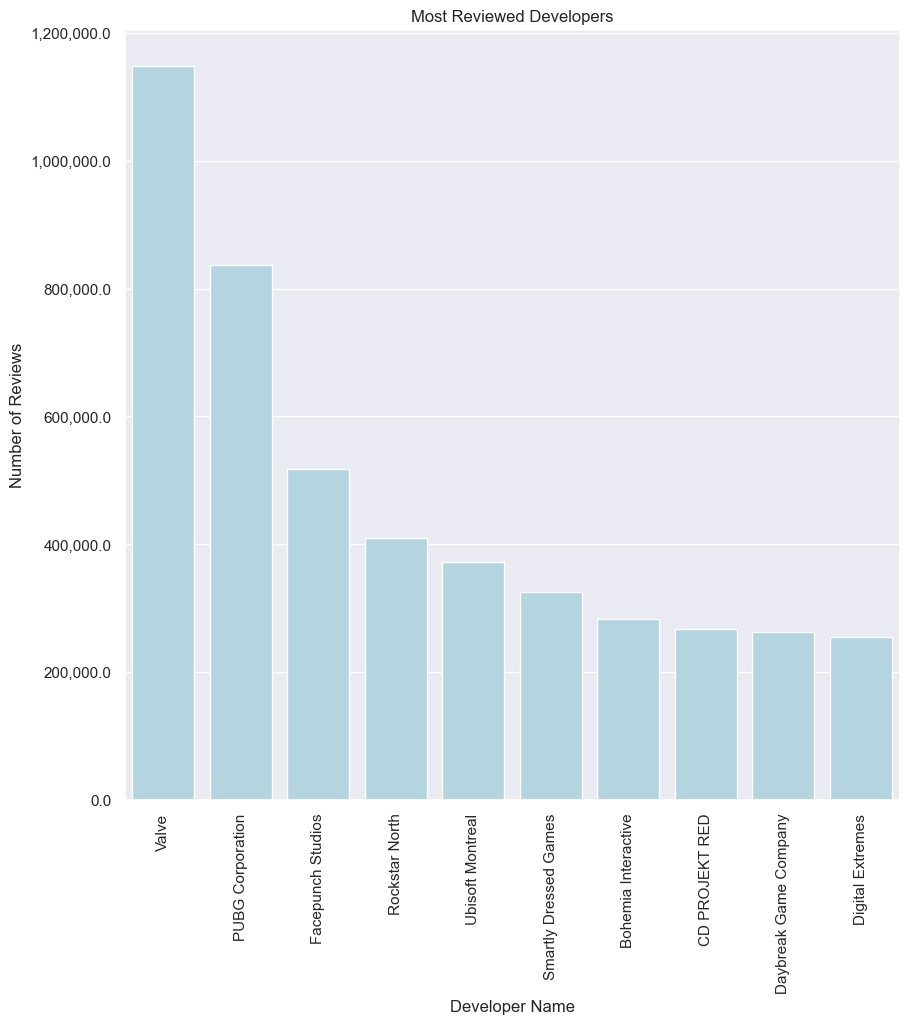 Most Reviewed Developers
1,200,000.0
1,000,000.0
800,000.0
600,000.0
400,000.0
200,000.0
0.0
Number of Reviews
Valve
PUBG Corporation
Facepunch Studios
Rockstar North
Ubisoft Montreal
Smartly Dressed Games
Bohemia Interactive
CD PROJEKT RED
Daybreak Game Company
Digital Extremes
Developer Name